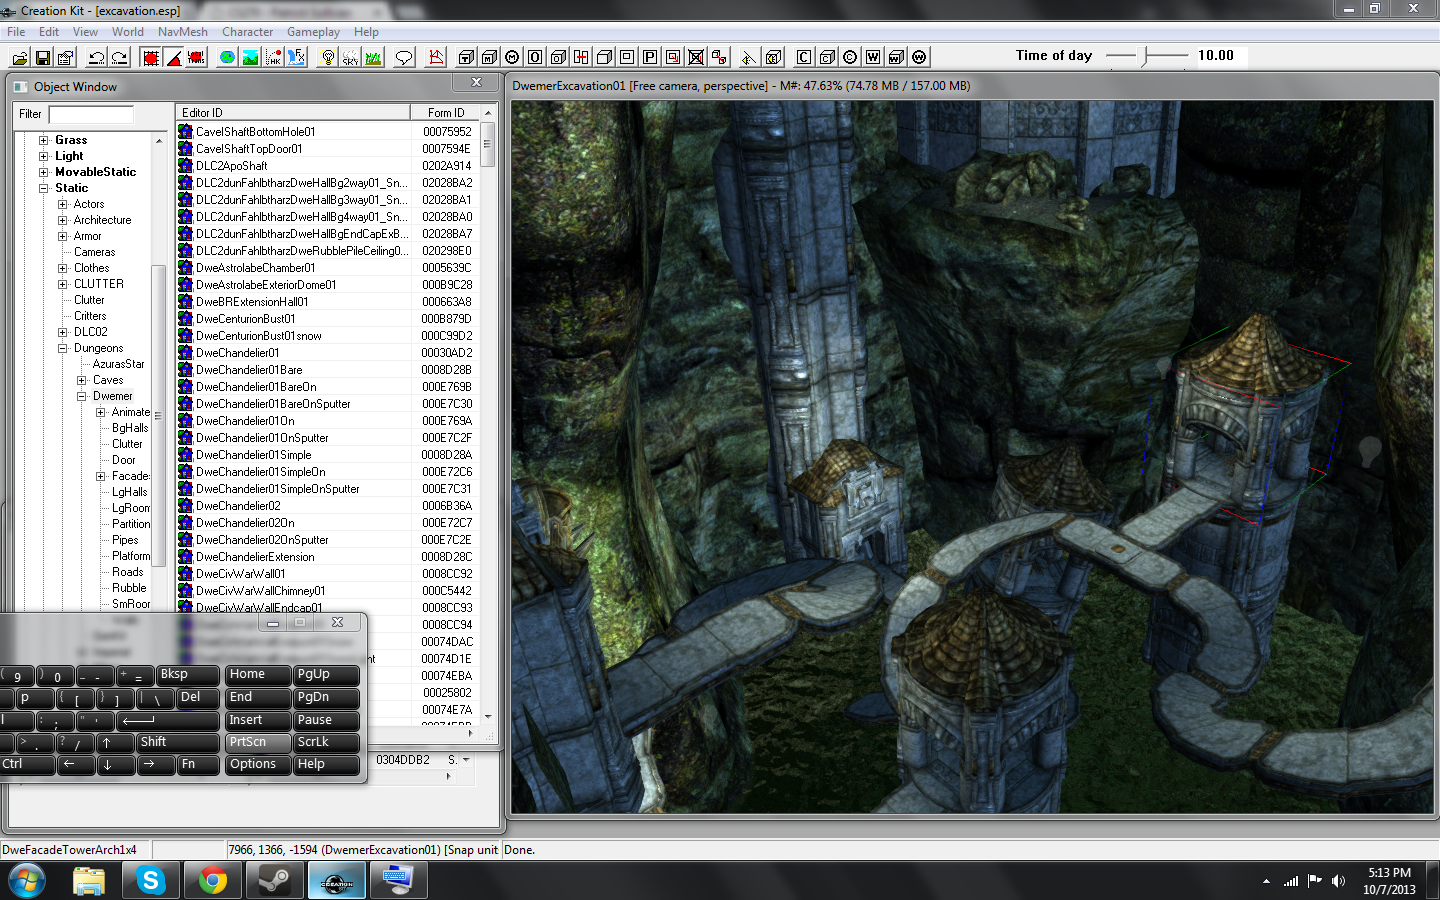 Creation Kit - [excavation.esp]
File Edit View World NavMesh Character Gameplay Help
Time of day 10.00
Object Window
Filter
Grass
Light
MovableStatic
Static
Actors
Architecture
Armor
Cameras
Clothes
CLUTTER
Clutter
Critters
DLC02
Dungeons
AzurasStar
Caves
Dwemer
Animate
BgHalls
Clutter
Door
Facades
LgHalls
LgRoom
Partition
Pipes
Platform
Roads
Rubble
SmRoor
Editor ID Form ID
CaveIShaftBottomHole01 00075952
CaveIShaftTopDoor01 0007594E
DLC2ApoShaft 0202A914
DLC2dunFahlbtharzDweHallBg2way01_Sn... 02028BA2
DLC2dunFahlbtharzDweHallBg3way01_Sn... 02028BA1
DLC2dunFahlbtharzDweHallBg4way01_Sn... 02028BA0
DLC2dunFahlbtharzDweHallBgEndCapExB... 02028BA7
DLC2dunFahlbtharzDweRubblePileCeiling0... 020298E0
DweAstrolabeChamber01 0005639C
DweAstrolabeExteriorDome01 000B9C28
DweBRExtensionHall01 000663A8
DweCenturionBust01 000B879D
DweCenturionBust01snow 000C99D2
DweChandelier01 00030AD2
DweChandelier01Bare 0008D28B
DweChandelier01BareOn 000E769B
DweChandelier01BareOnSputter 000E7C30
DweChandelier01On 000E769A
DweChandelier01OnSputter 000E7C2F
DweChandelier01Simple 0008D28A
DweChandelier01SimpleOn 000E72C6
DweChandelier01SimpleOnSputter 000E7C31
DweChandelier02 0006B36A
DweChandelier02On 000E72C7
DweChandelier02OnSputter 000E7C2E
DweChandelierExtension 0008D28C
DweCivWarWall01 0008CC92
DweCivWarWallChimney01 000C5442
DweCivWarWallEndcap01 0008CC93
0008CC94
00074DAC
00074D1E
00074EBA
00025802
00074E7A
0304DDB2 S.
DwemerExcavation01 [Free camera, perspective] - M#: 47.63% (74.78 MB / 157.00 MB)
( 9 ) 0 _ - + = Bksp Home PgUp
p { [ } ] | \ Del End PgDn
l : ; " ' Insert Pause
> . ? / ↑ Shift PrtScn ScrLk
Ctrl ← ↓ → Fn Options Help
DweFacadeTowerArch1x4 7966, 1366, -1594 (DwemerExcavation01) [Snap unit Done.
CREATION
5:13 PM
10/7/2013